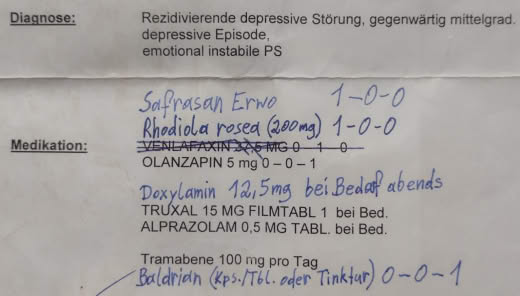 Diagnose: Rezidivierende depressive Störung, gegenwärtig mittelgrad.
depressive Episode,
emotional instabile PS
Safrasan Erwo 1-0-0
Rhodiola rosea (200mg) 1-0-0
Medikation: VENLAFAXIN 37,5 MG 0 - 1 - 0
OLANZAPIN 5 mg 0 – 0 – 1
Doxylamin 12,5mg bei Bedarf abends
TRUXAL 15 MG FILMTABL 1 bei Bed.
ALPRAZOLAM 0,5 MG TABL. bei Bed.
Tramabene 100 mg pro Tag
Baldrian (Kps./Tbl. oder Tinktur) 0-0-1